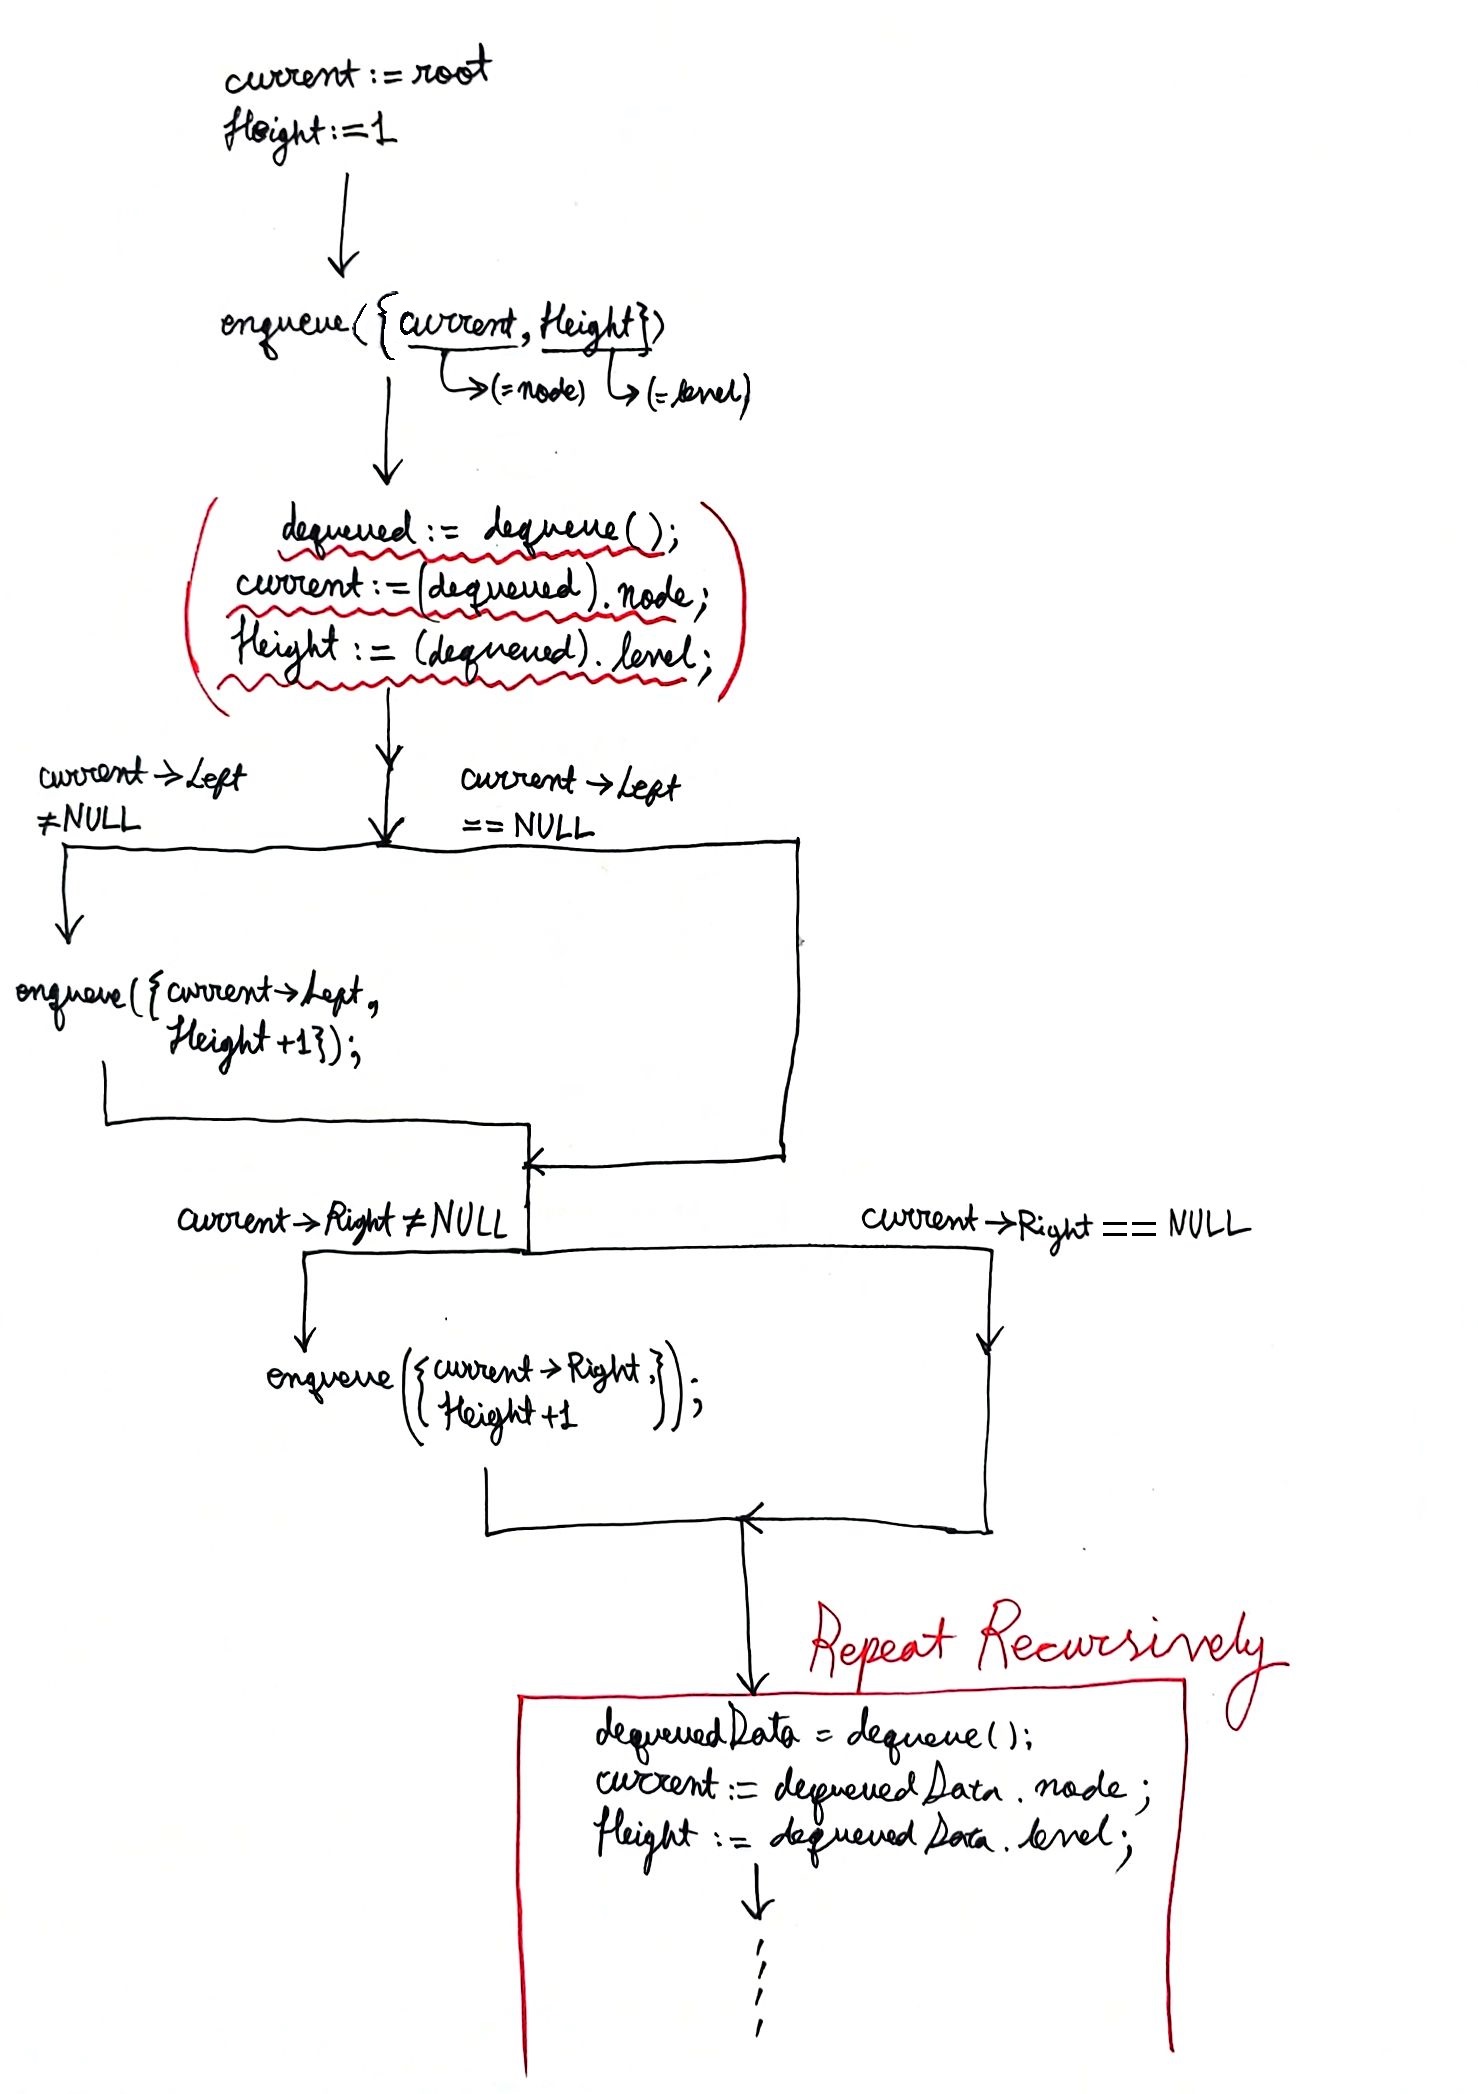 current := root
Height := 1
enqueue({current, Height})
(= node) (= level)
dequeued := dequeue();
current := (dequeued).node;
Height := (dequeued).level;
current → Left
≠ NULL
current → Left
== NULL
enqueue({current → Left,
Height + 1});
current → Right ≠ NULL
current → Right == NULL
enqueue({current → Right,
Height + 1});
Repeat Recursively
dequeuedData = dequeue();
current := dequeuedData.node;
Height := dequeuedData.level;